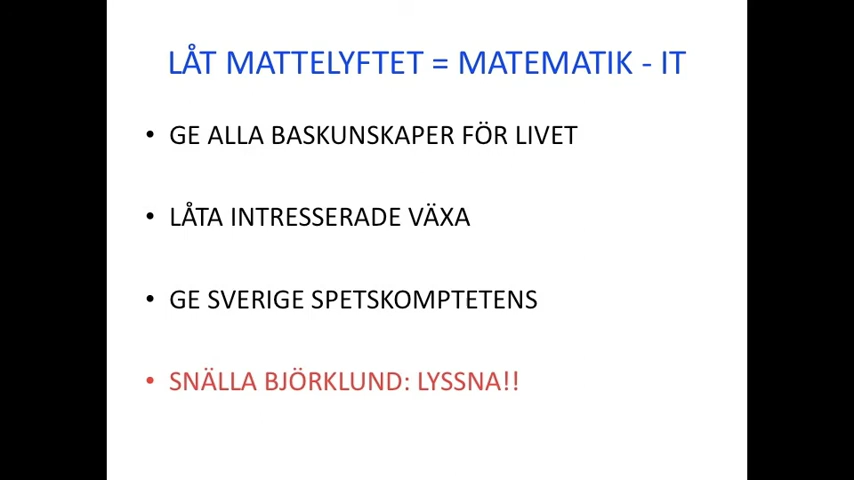 LÅT MATTELYFTET = MATEMATIK - IT
• GE ALLA BASKUNSKAPER FÖR LIVET
• LÅTA INTRESSERADE VÄXA
• GE SVERIGE SPETSKOMPTETENS
• SNÄLLA BJÖRKLUND: LYSSNA!!